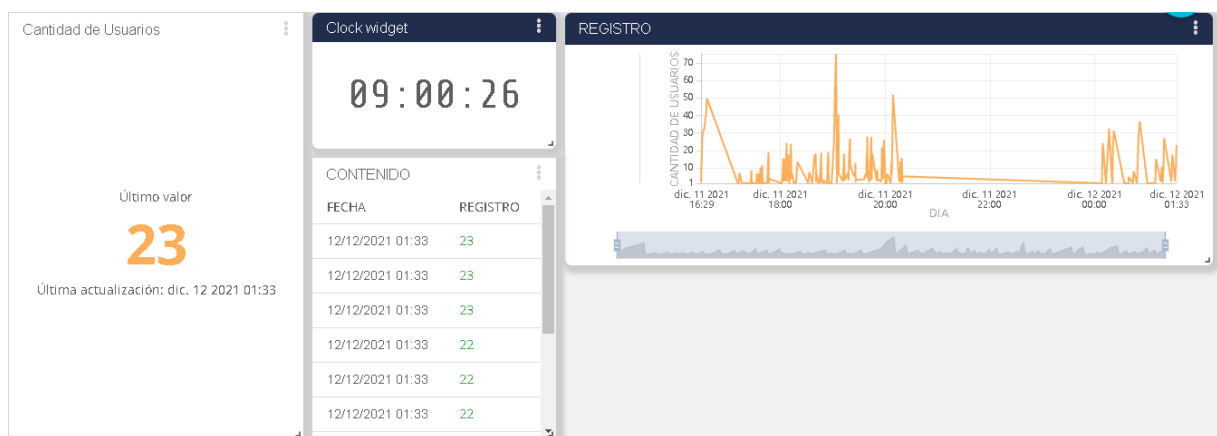 Cantidad de Usuarios
Último valor
23
Última actualización: dic. 12 2021 01:33
Clock widget
09:00:26
CONTENIDO
FECHA REGISTRO
12/12/2021 01:33 23
12/12/2021 01:33 23
12/12/2021 01:33 23
12/12/2021 01:33 22
12/12/2021 01:33 22
12/12/2021 01:33 22
REGISTRO
CANTIDAD DE USUARIOS
70
60
50
40
30
20
10
1
dic. 11 2021 dic. 11 2021 dic. 11 2021 dic. 11 2021 dic. 12 2021 dic. 12 2021
16:29 18:00 20:00 22:00 00:00 01:33
DIA